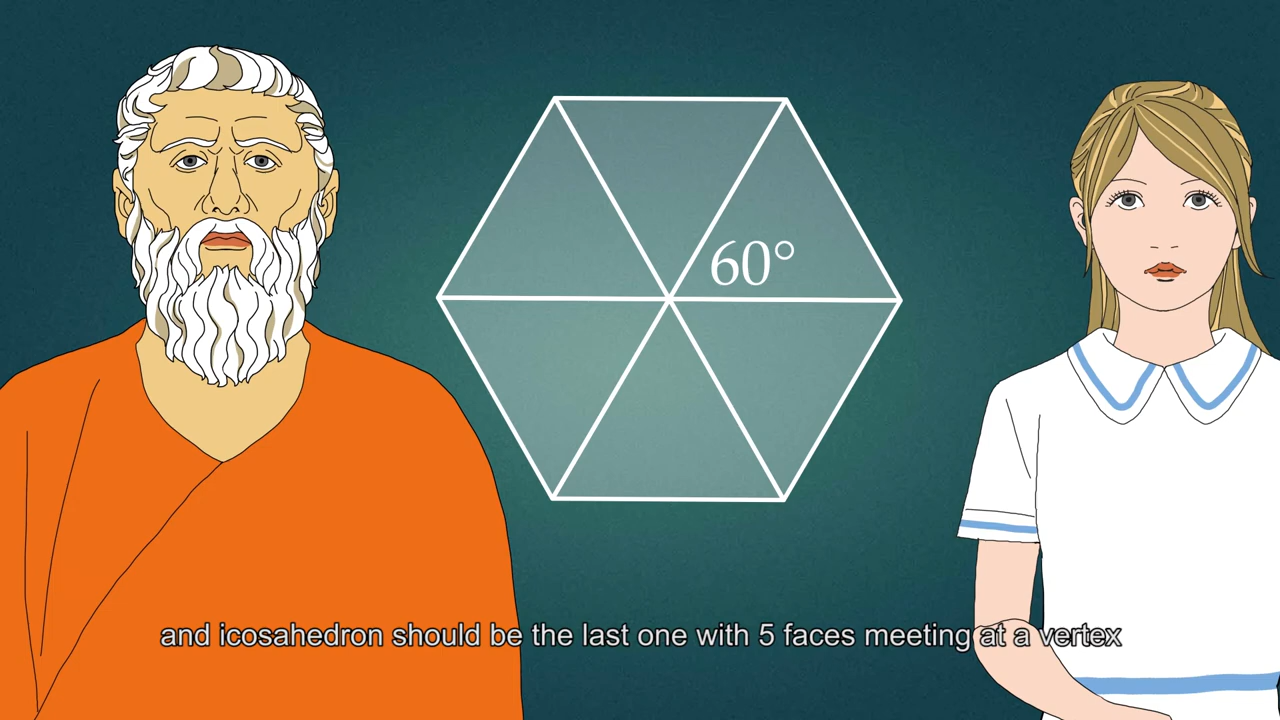 60°
and icosahedron should be the last one with 5 faces meeting at a vertex